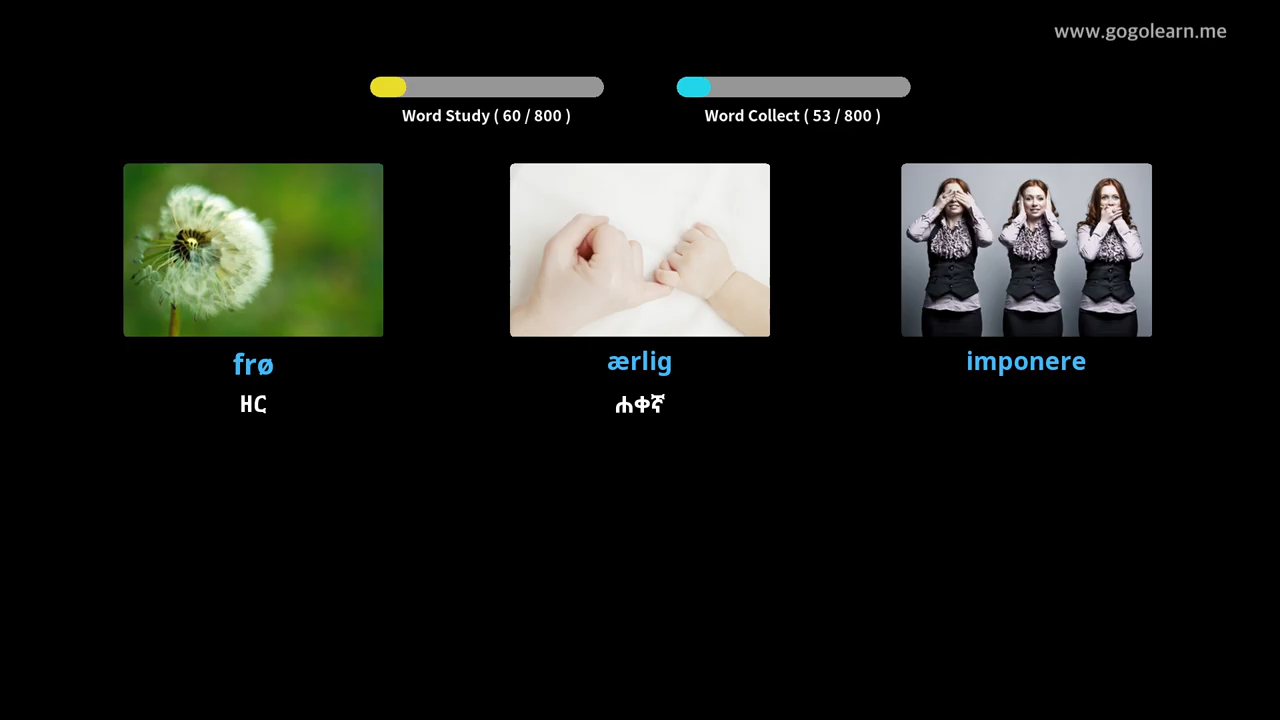 www.gogolearn.me
Word Study ( 60 / 800 )
Word Collect ( 53 / 800 )
frø
ærlig
imponere
ዘር
ሐቀኛ